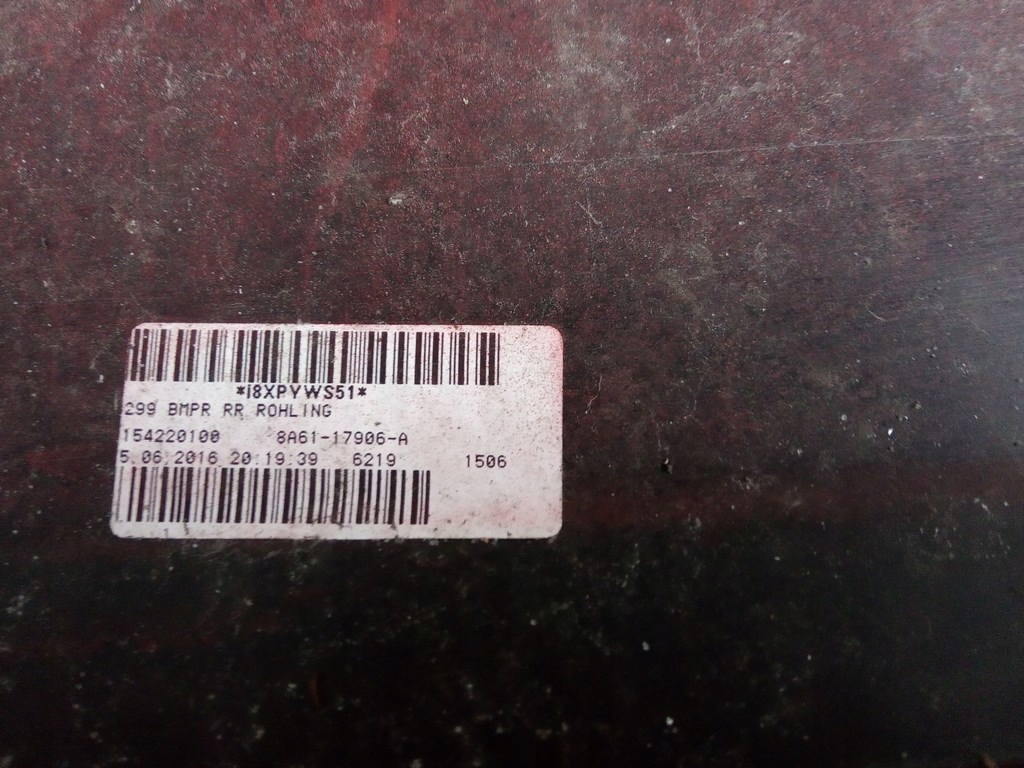 *i8XPYWS51*
299 BMPR RR ROHLING
154220100 8A61-17906-A
5.06.2016 20:19:39 6219 1506